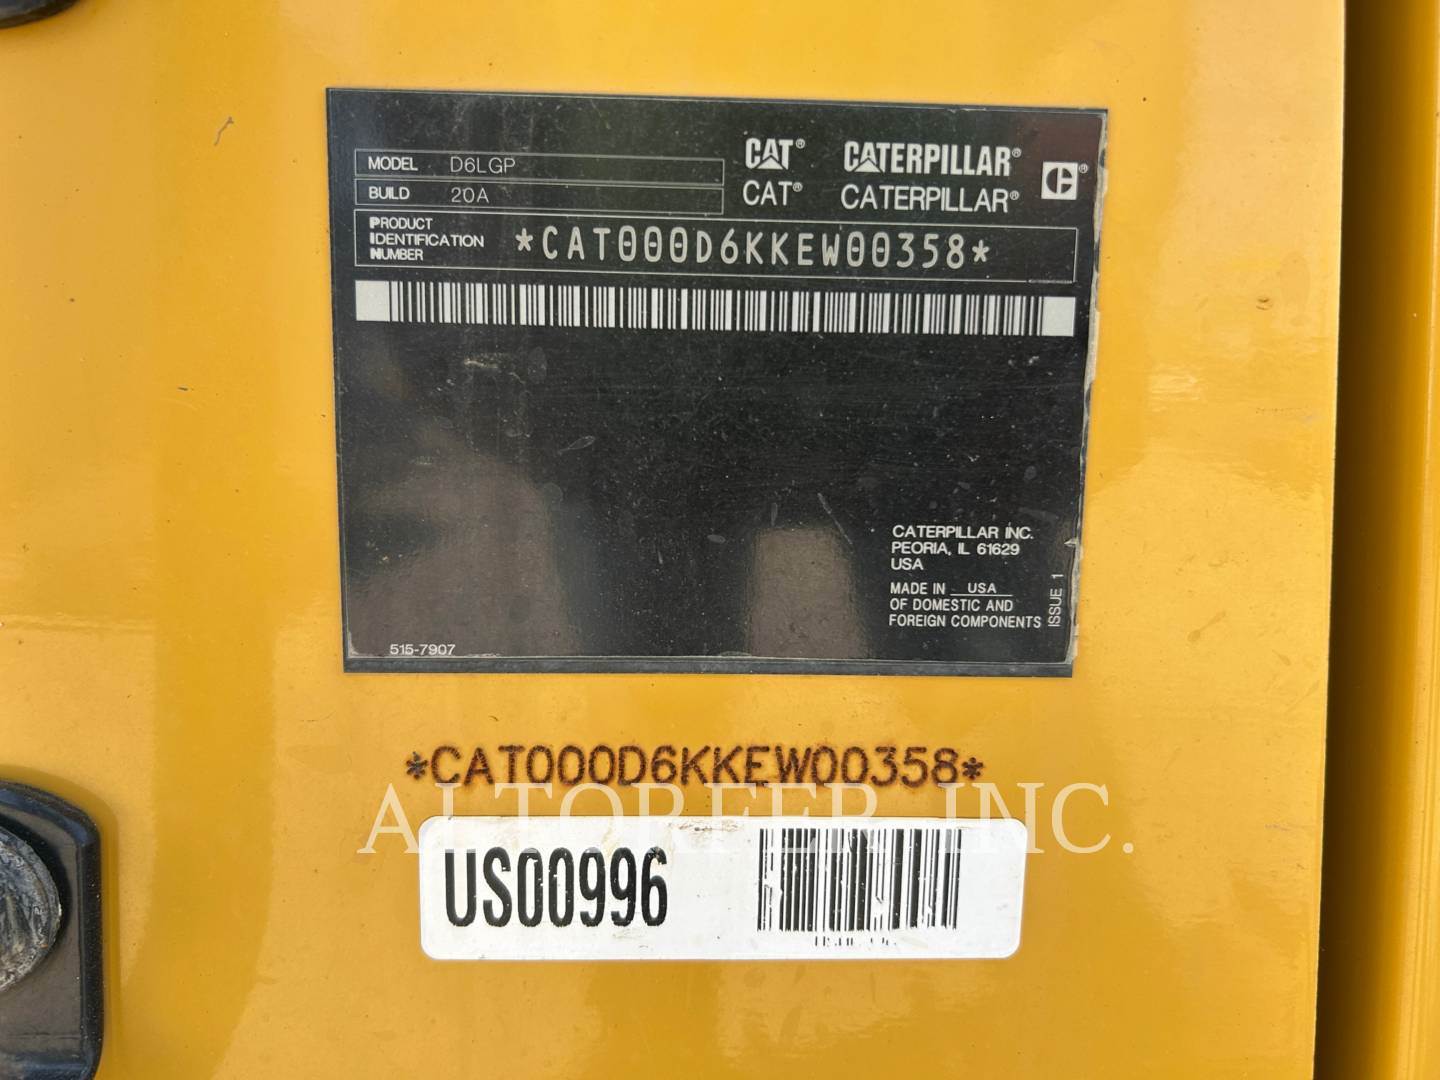 MODEL D6LGP
BUILD 20A
CAT® CATERPILLAR®
CAT® CATERPILLAR®
PRODUCT
IDENTIFICATION
NUMBER
*CAT000D6KKEW00358*
CATERPILLAR INC.
PEORIA, IL 61629
USA
MADE IN USA
OF DOMESTIC AND
FOREIGN COMPONENTS
ISSUE 1
515-7907
*CAT000D6KKEW00358*
ALTORFER, INC.
US00996